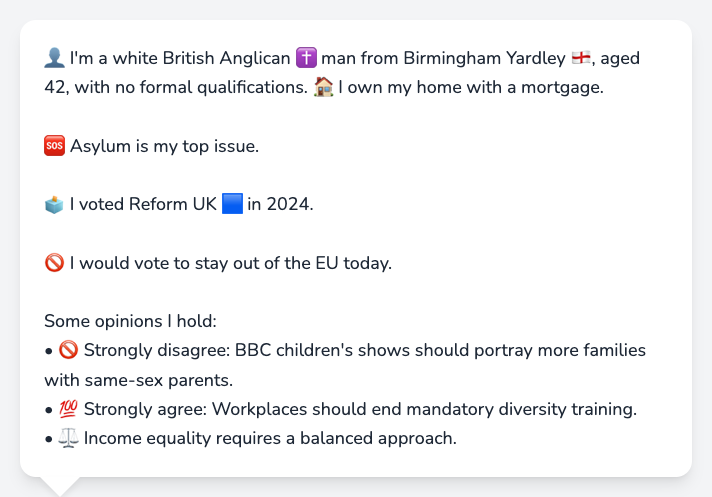 👤 I'm a white British Anglican ✝️ man from Birmingham Yardley 🏴󠁧󠁢󠁥󠁮󠁧󠁿, aged
42, with no formal qualifications. 🏠 I own my home with a mortgage.
🆘 Asylum is my top issue.
🗳️ I voted Reform UK 🟦 in 2024.
🚫 I would vote to stay out of the EU today.
Some opinions I hold:
• 🚫 Strongly disagree: BBC children's shows should portray more families
with same-sex parents.
• 💯 Strongly agree: Workplaces should end mandatory diversity training.
• ⚖️ Income equality requires a balanced approach.